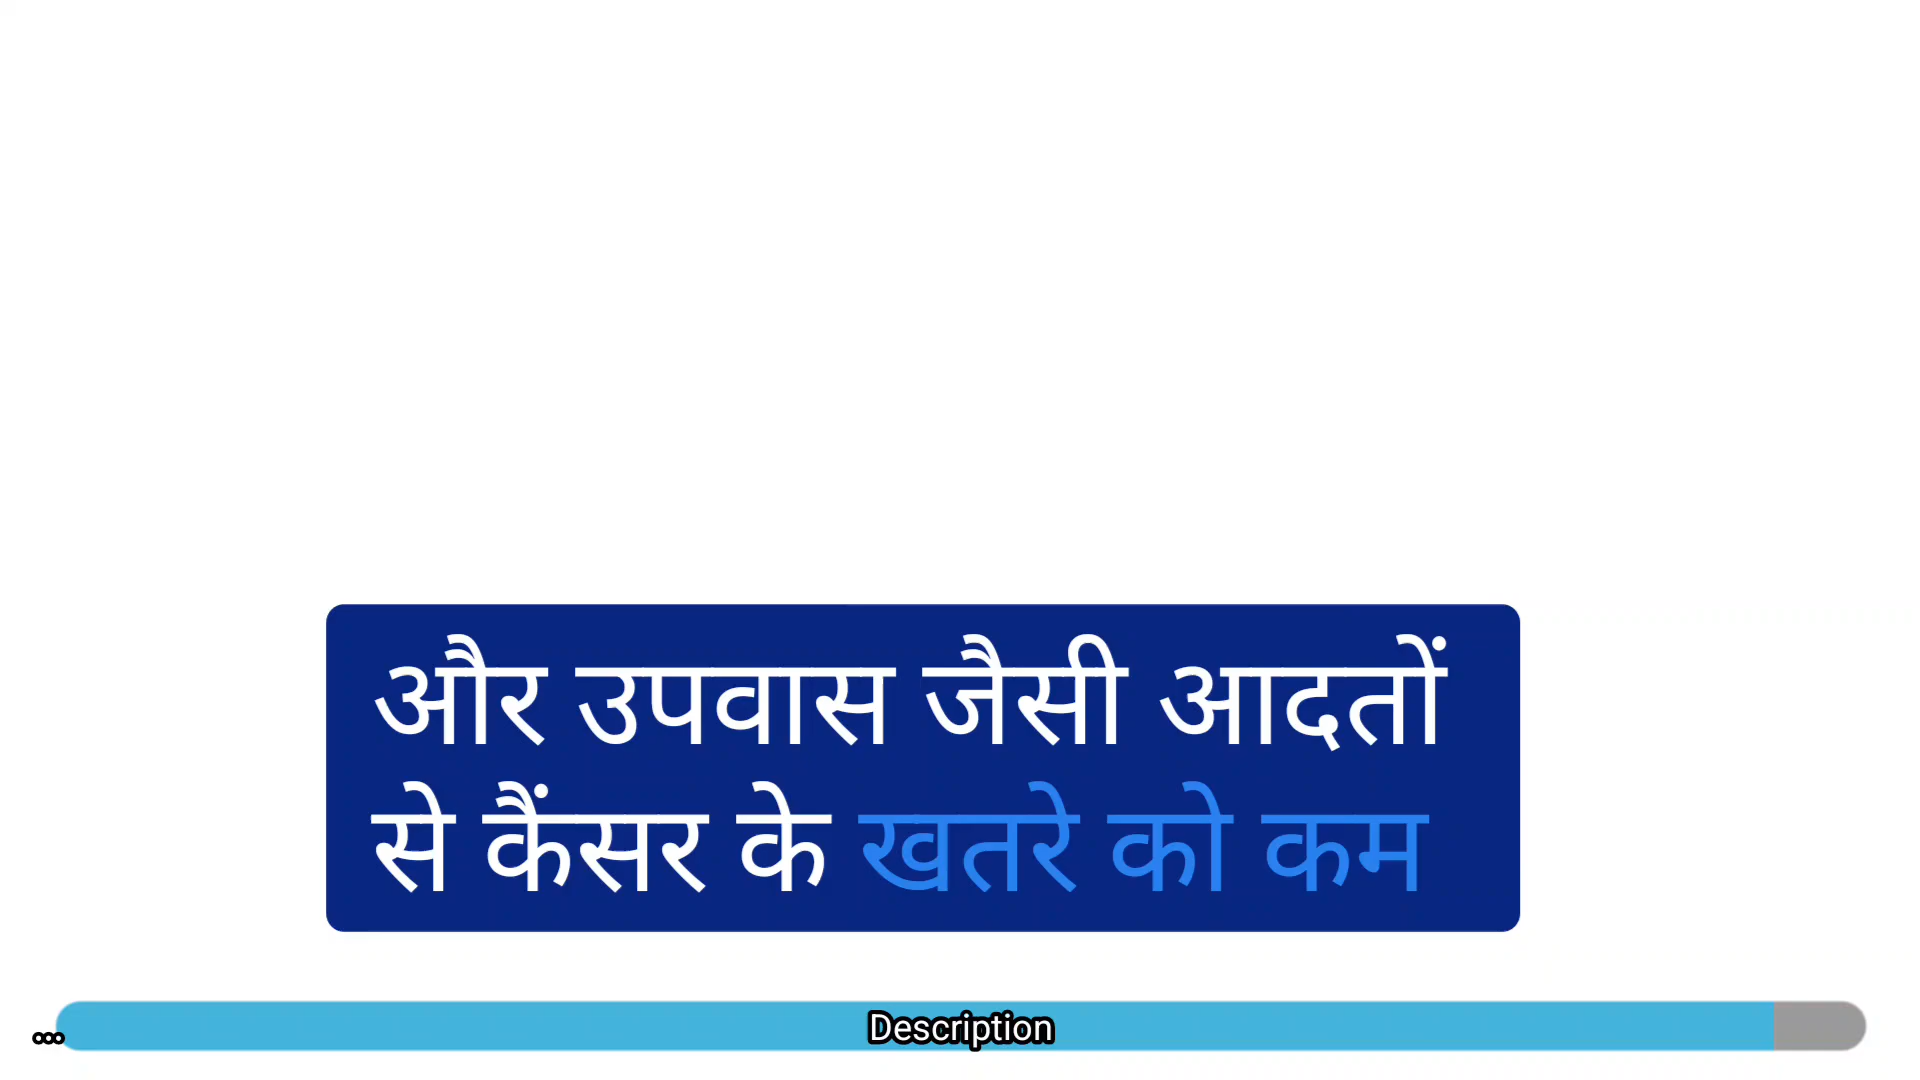 और उपवास जैसी आदतों
से कैंसर के खतरे को कम
Description